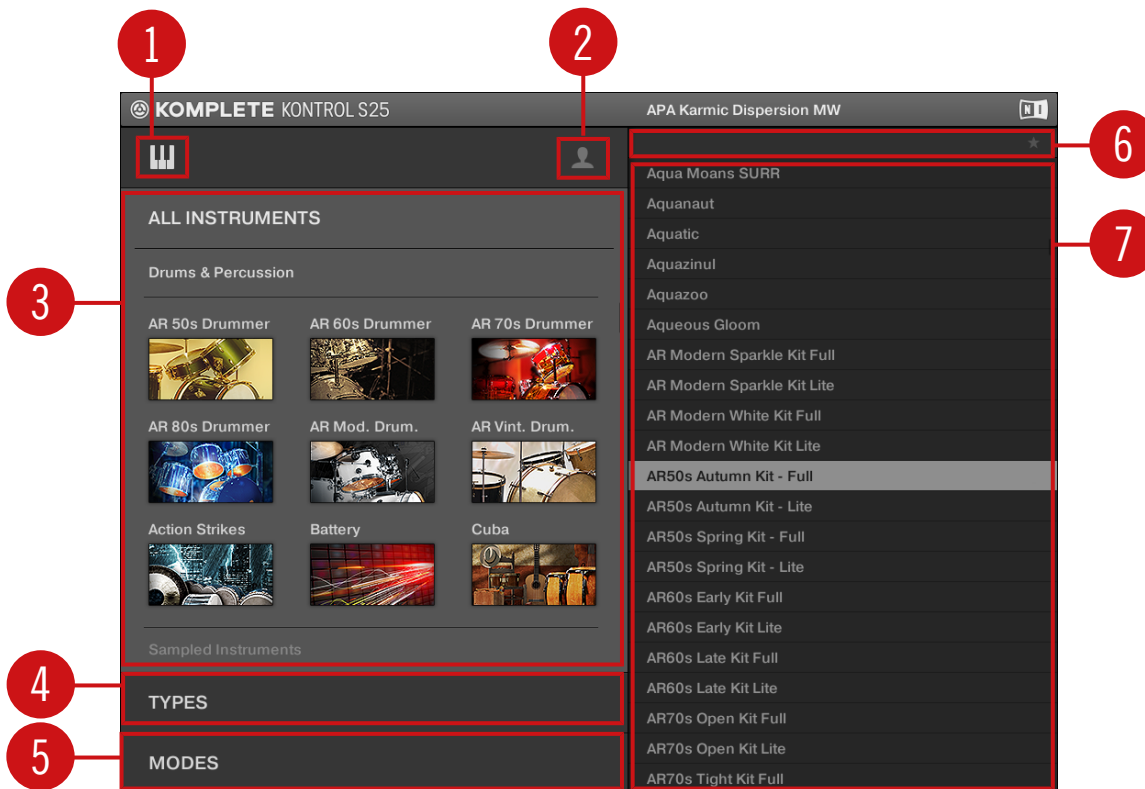 1
2
KOMPLETE KONTROL S25
APA Karmic Dispersion MW
NI
6
ALL INSTRUMENTS
Drums & Percussion
3
AR 50s Drummer
AR 60s Drummer
AR 70s Drummer
AR 80s Drummer
AR Mod. Drum.
AR Vint. Drum.
Action Strikes
Battery
Cuba
Sampled Instruments
4
TYPES
5
MODES
7
Aqua Moans SURR
Aquanaut
Aquatic
Aquazinul
Aquazoo
Aqueous Gloom
AR Modern Sparkle Kit Full
AR Modern Sparkle Kit Lite
AR Modern White Kit Full
AR Modern White Kit Lite
AR50s Autumn Kit - Full
AR50s Autumn Kit - Lite
AR50s Spring Kit - Full
AR50s Spring Kit - Lite
AR60s Early Kit Full
AR60s Early Kit Lite
AR60s Late Kit Full
AR60s Late Kit Lite
AR70s Open Kit Full
AR70s Open Kit Lite
AR70s Tight Kit Full